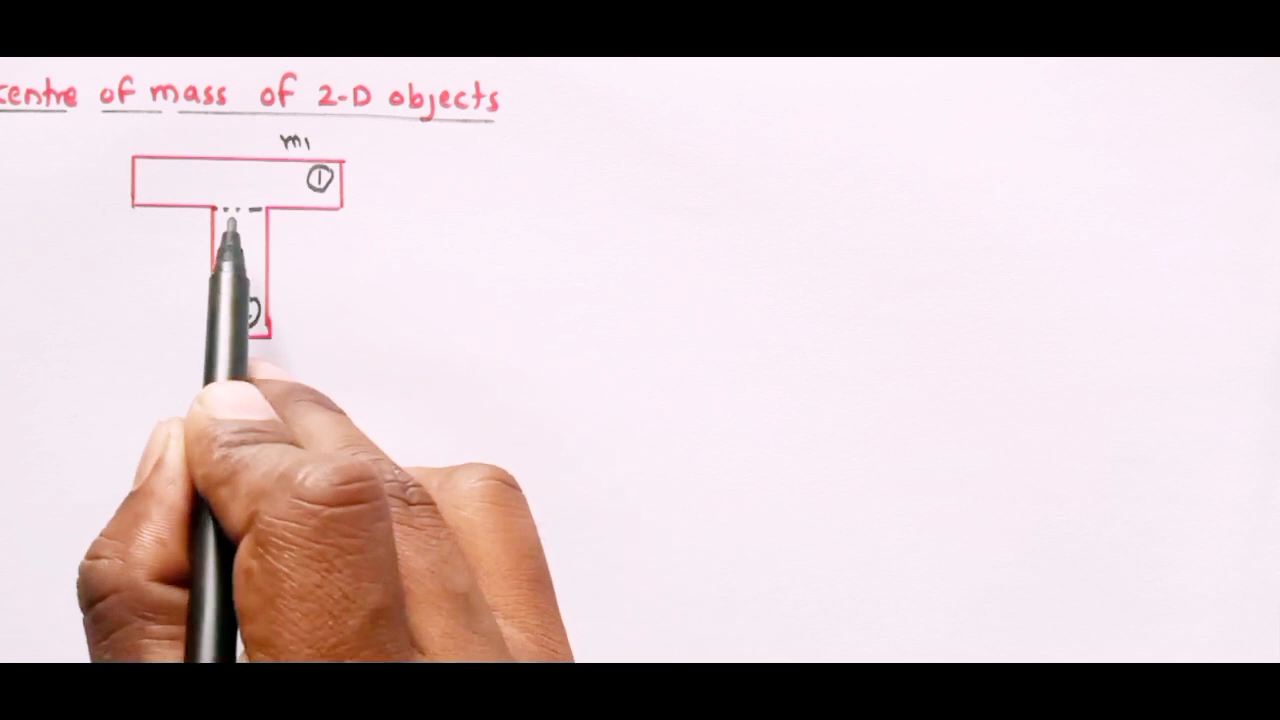 centre of mass of 2-D objects
m₁
①